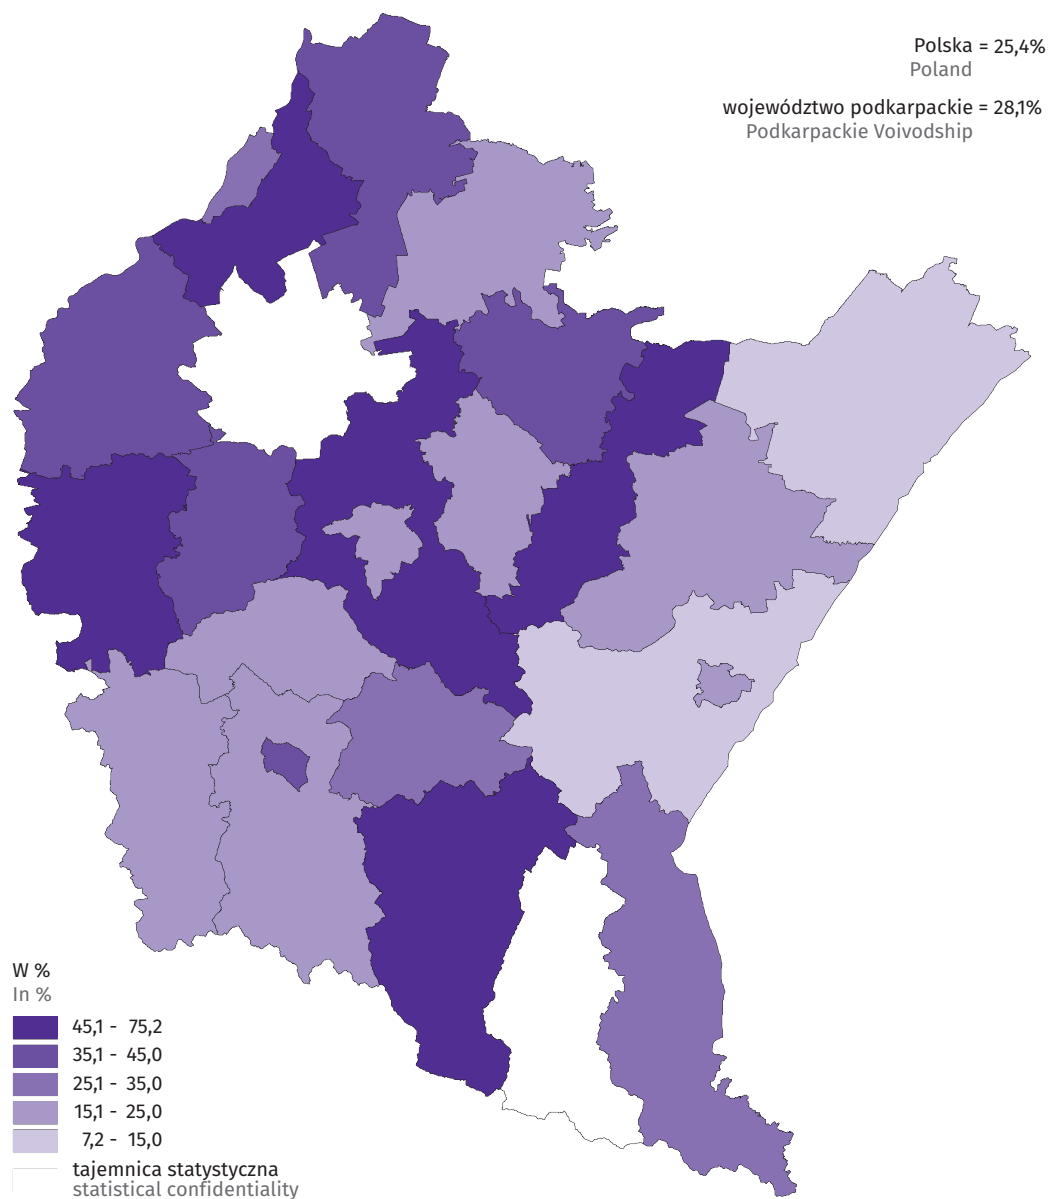 Polska = 25,4%
Poland
województwo podkarpackie = 28,1%
Podkarpackie Voivodship
W %
In %
45,1 - 75,2
35,1 - 45,0
25,1 - 35,0
15,1 - 25,0
7,2 - 15,0
tajemnica statystyczna
statistical confidentiality